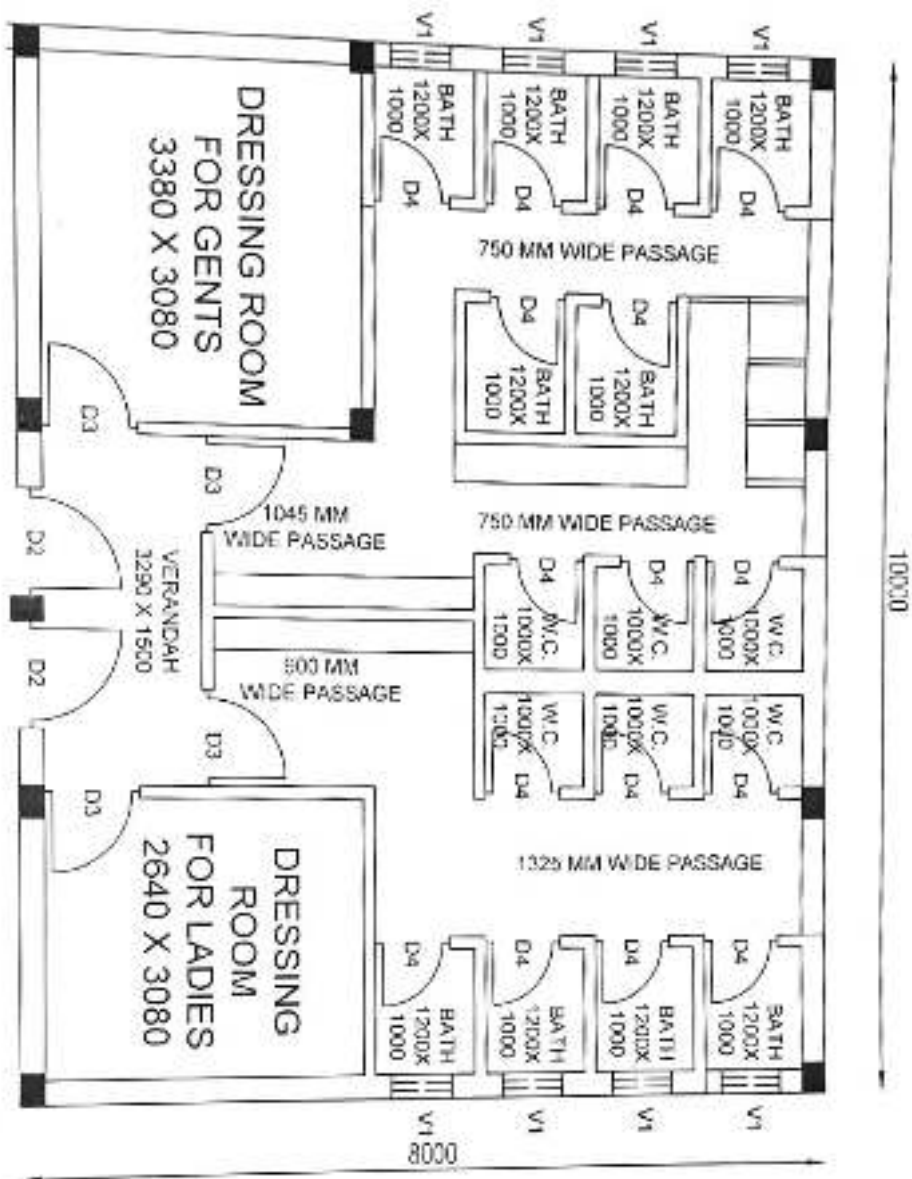 V1
V1
V1
V1
BATH
1200X
1000
BATH
1200X
1000
BATH
1200X
1000
BATH
1200X
1000
D4
D4
D4
D4
DRESSING ROOM
FOR GENTS
3380 X 3080
750 MM WIDE PASSAGE
D4
D4
BATH
1200X
1000
BATH
1200X
1000
D3
D3
1045 MM
WIDE PASSAGE
750 MM WIDE PASSAGE
10000
D2
D2
VERANDAH
3290 X 1500
D4
D4
D4
W.C.
1000X
1000
W.C.
1000X
1000
W.C.
1000X
1000
900 MM
WIDE PASSAGE
W.C.
1000X
1000
W.C.
1000X
1000
W.C.
1000X
1000
D4
D4
D4
D3
D3
DRESSING
ROOM
FOR LADIES
2640 X 3080
1325 MM WIDE PASSAGE
D4
D4
D4
D4
BATH
1200X
1000
BATH
1200X
1000
BATH
1200X
1000
BATH
1200X
1000
V1
V1
V1
V1
8000